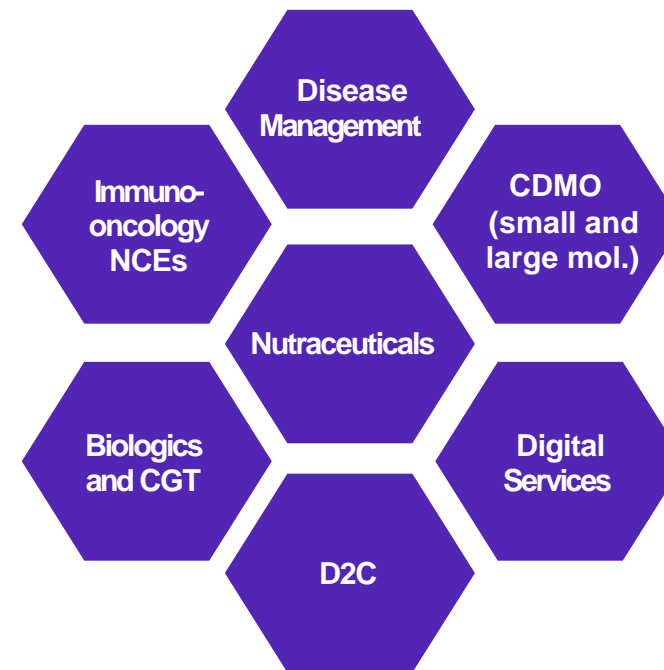 Disease
Management
Immuno-
oncology
NCEs
CDMO
(small and
large mol.)
Nutraceuticals
Biologics
and CGT
Digital
Services
D2C